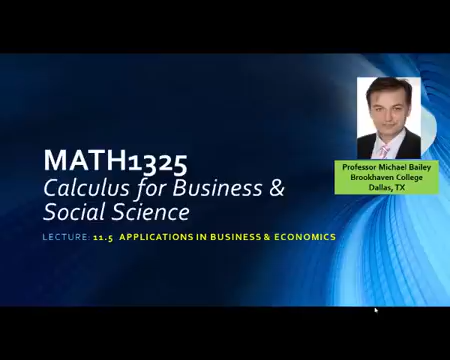 MATH1325
Calculus for Business &
Social Science
LECTURE: 11.5 APPLICATIONS IN BUSINESS & ECONOMICS
Professor Michael Bailey
Brookhaven College
Dallas, TX